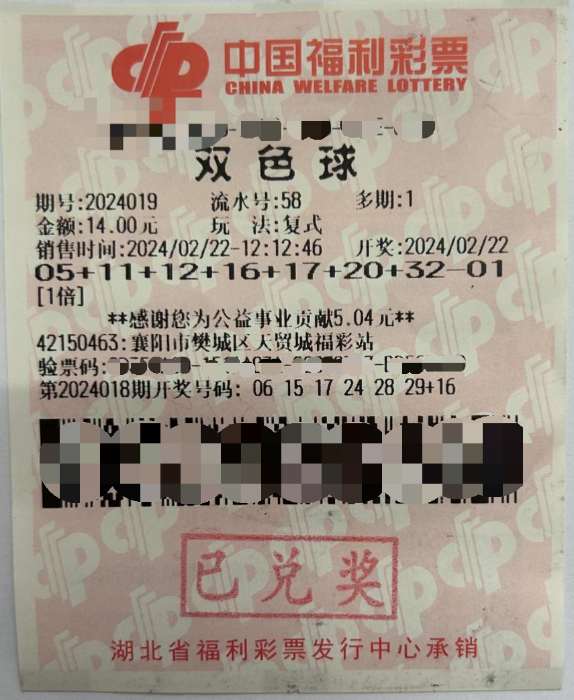 中国福利彩票
CHINA WELFARE LOTTERY
双色球
期号:2024019 流水号:58 多期:1
金额:14.00元 玩 法:复式
销售时间:2024/02/22-12:12:46 开奖:2024/02/22
05+11+12+16+17+20+32-01
[1倍]
**感谢您为公益事业贡献5.04元**
42150463:襄阳市樊城区天贸城福彩站
验票码:
第2024018期开奖号码: 06 15 17 24 28 29+16
已兑奖
湖北省福利彩票发行中心承销